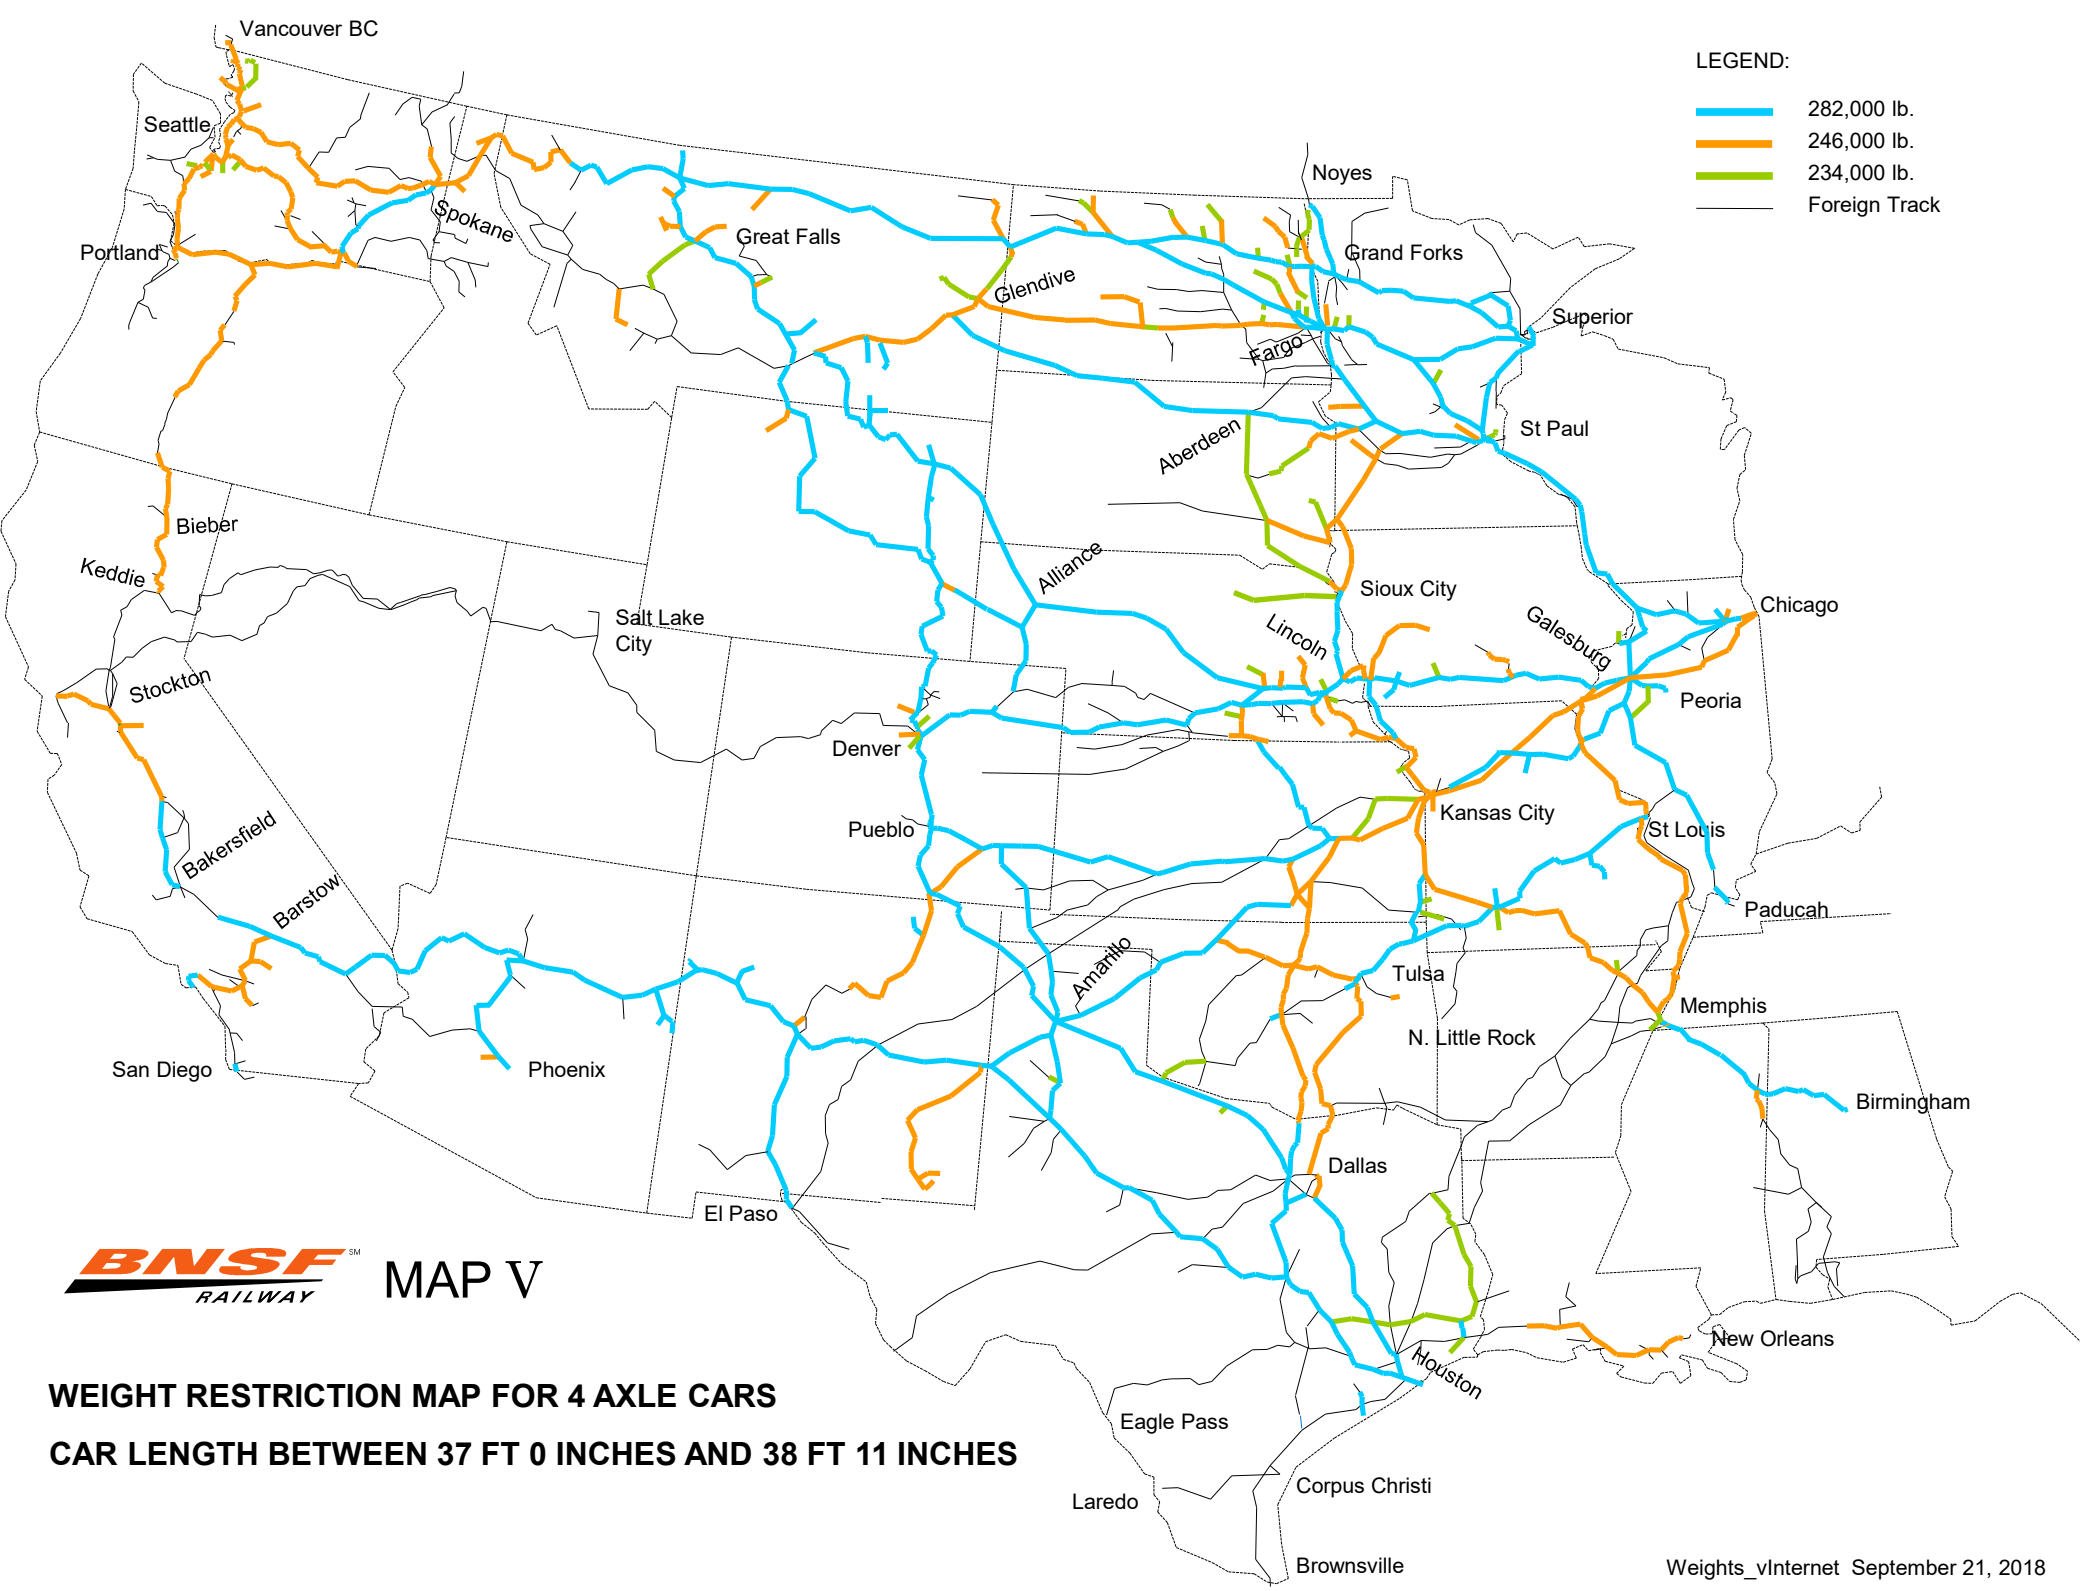 Vancouver BC
LEGEND:
282,000 lb.
246,000 lb.
234,000 lb.
Foreign Track
Seattle
Noyes
Spokane
Portland
Great Falls
Grand Forks
Glendive
Superior
Fargo
Aberdeen
St Paul
Bieber
Keddie
Alliance
Sioux City
Chicago
Salt Lake
City
Lincoln
Galesburg
Stockton
Peoria
Denver
Kansas City
Pueblo
St Louis
Bakersfield
Barstow
Paducah
Amarillo
Tulsa
Memphis
N. Little Rock
San Diego
Phoenix
Birmingham
Dallas
El Paso
BNSF SM
RAILWAY
MAP V
New Orleans
Houston
WEIGHT RESTRICTION MAP FOR 4 AXLE CARS
Eagle Pass
CAR LENGTH BETWEEN 37 FT 0 INCHES AND 38 FT 11 INCHES
Corpus Christi
Laredo
Brownsville
Weights_vInternet September 21, 2018